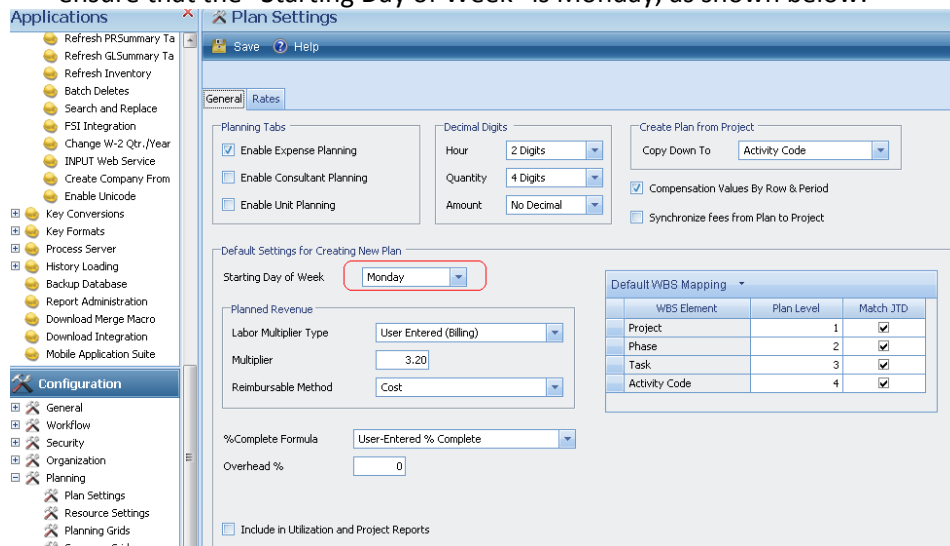 ensure that the "Starting Day of Week" is Monday, as shown below:
Applications
Refresh PRSummary Ta
Refresh GLSummary Ta
Refresh Inventory
Batch Deletes
Search and Replace
FSI Integration
Change W-2 Qtr./Year
INPUT Web Service
Create Company From
Enable Unicode
Key Conversions
Key Formats
Process Server
History Loading
Backup Database
Report Administration
Download Merge Macro
Download Integration
Mobile Application Suite
Configuration
General
Workflow
Security
Organization
Planning
Plan Settings
Resource Settings
Planning Grids
Plan Settings
Save Help
General Rates
Planning Tabs
Enable Expense Planning
Enable Consultant Planning
Enable Unit Planning
Decimal Digits
Hour 2 Digits
Quantity 4 Digits
Amount No Decimal
Create Plan from Project
Copy Down To Activity Code
Compensation Values By Row & Period
Synchronize fees from Plan to Project
Default Settings for Creating New Plan
Starting Day of Week Monday
Planned Revenue
Labor Multiplier Type User Entered (Billing)
Multiplier 3.20
Reimbursable Method Cost
%Complete Formula User-Entered % Complete
Overhead % 0
Include in Utilization and Project Reports
Default WBS Mapping
WBS Element Plan Level Match JTD
Project 1
Phase 2
Task 3
Activity Code 4